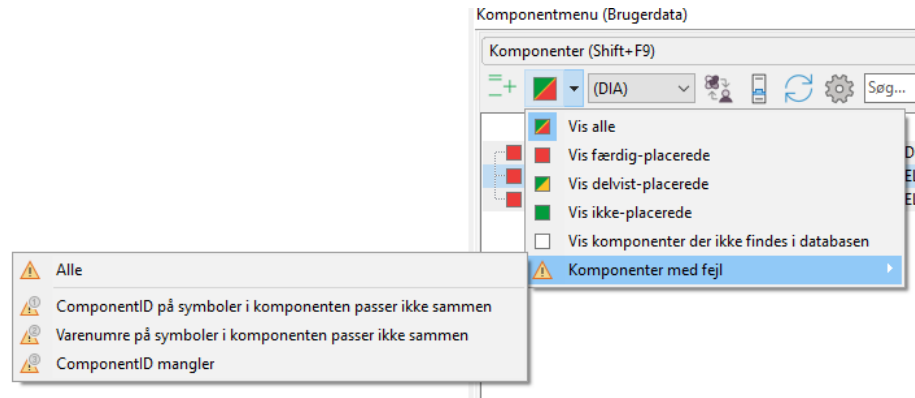 Komponentmenu (Brugerdata)
Komponenter (Shift+F9)
(DIA)
Søg...
Vis alle
Vis færdig-placerede
Vis delvist-placerede
Vis ikke-placerede
Vis komponenter der ikke findes i databasen
Komponenter med fejl
Alle
ComponentID på symboler i komponenten passer ikke sammen
Varenumre på symboler i komponenten passer ikke sammen
ComponentID mangler